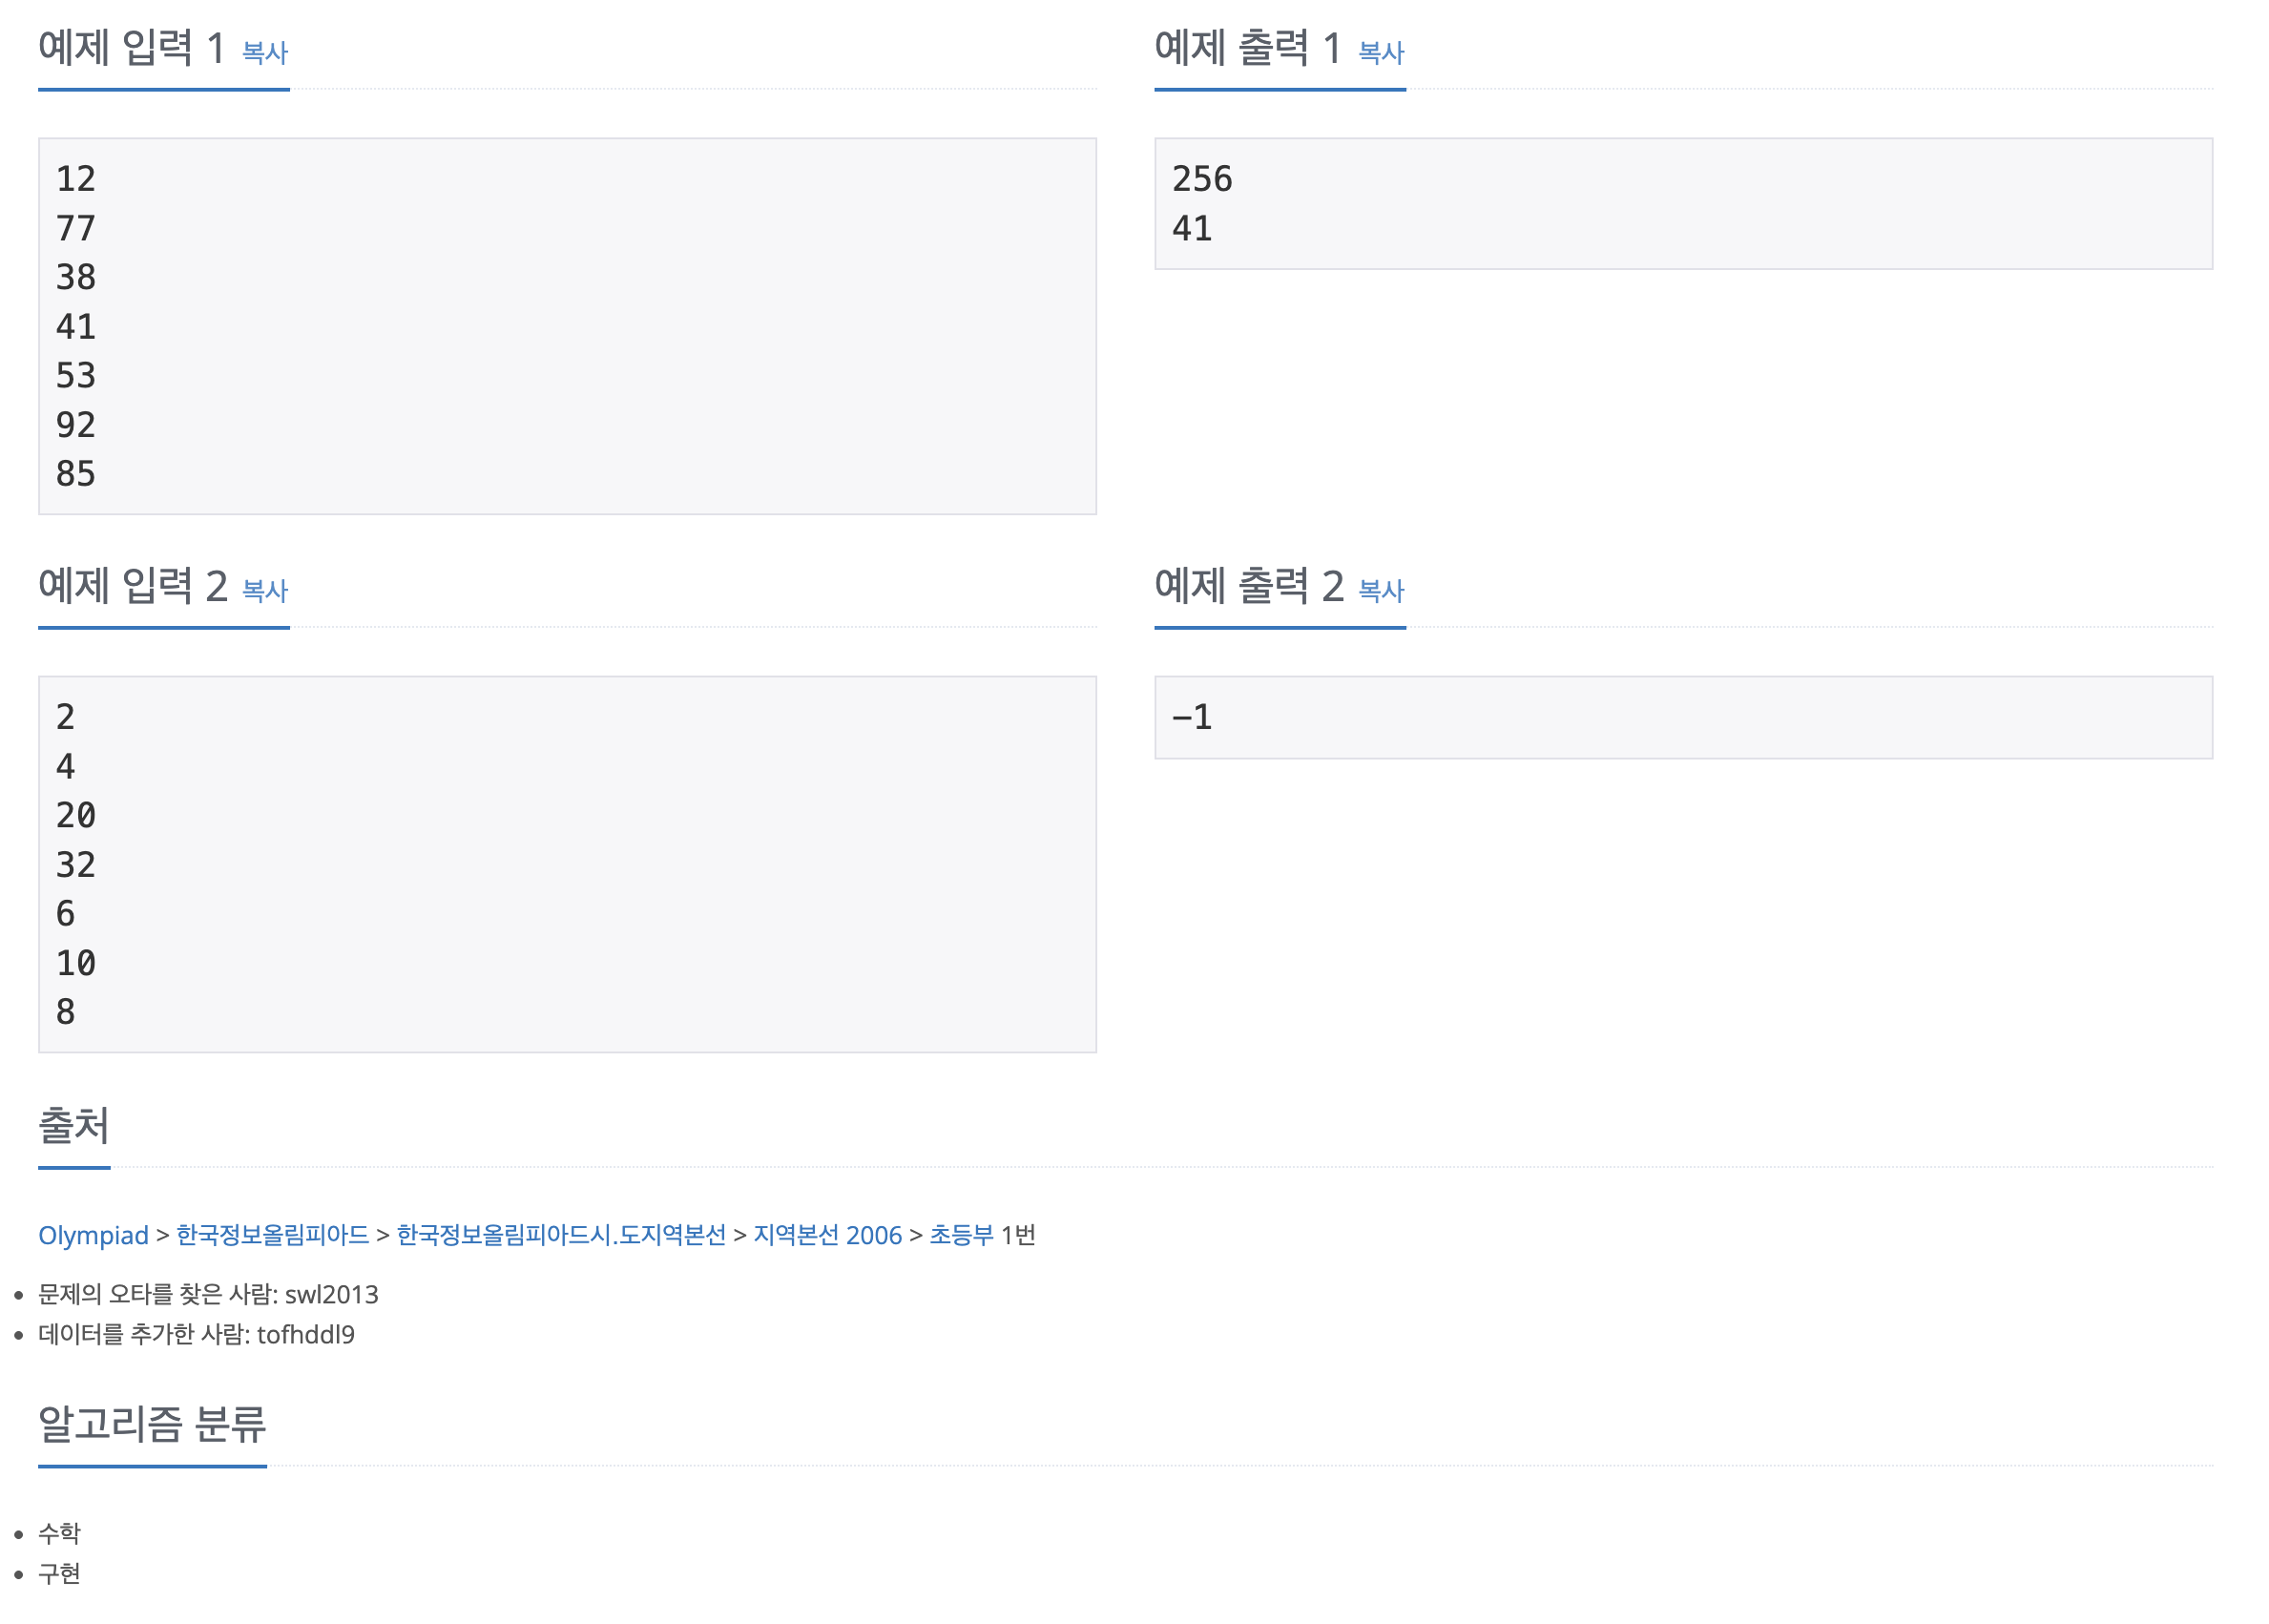 예제 입력 1 복사
12
77
38
41
53
92
85
예제 출력 1 복사
256
41
예제 입력 2 복사
2
4
20
32
6
10
8
예제 출력 2 복사
-1
출처
Olympiad > 한국정보올림피아드 > 한국정보올림피아드시.도지역본선 > 지역본선 2006 > 초등부 1번
문제의 오타를 찾은 사람: swl2013
데이터를 추가한 사람: tofhddl9
알고리즘 분류
수학
구현